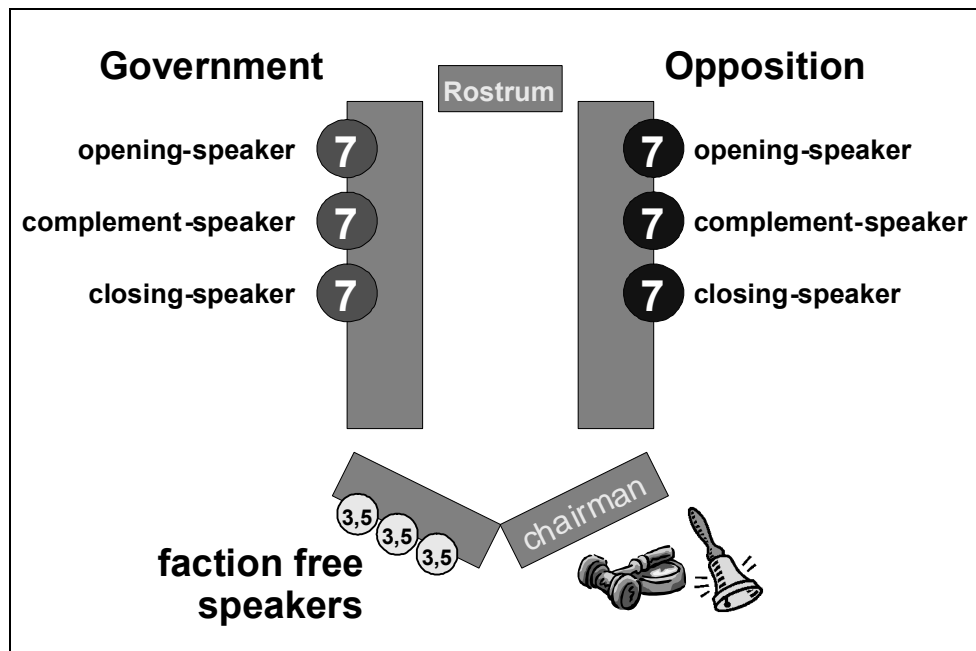 Government
Rostrum
Opposition
opening-speaker
7
7
opening-speaker
complement-speaker
7
7
complement-speaker
closing-speaker
7
7
closing-speaker
3,5
3,5
3,5
chairman
faction free
speakers